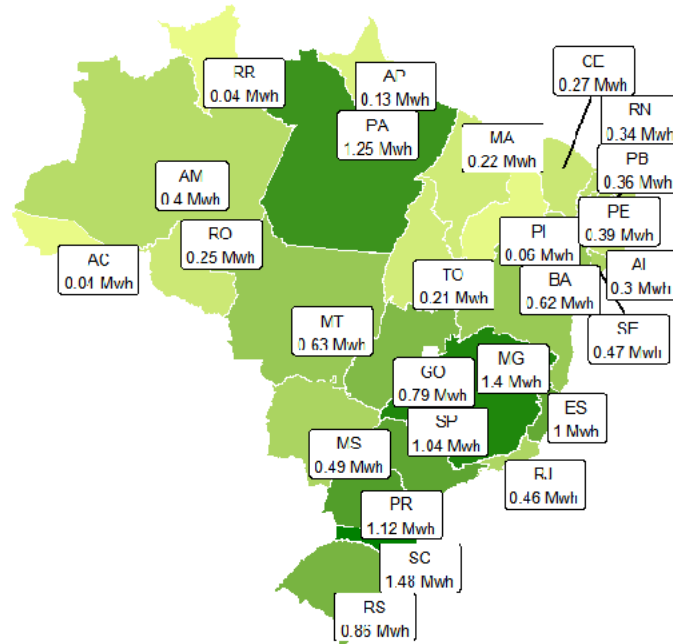 CE
0.27 Mwh
RR
0.04 Mwh
AP
0.13 Mwh
RN
0.34 Mwh
PA
1.25 Mwh
MA
0.22 Mwh
PB
0.36 Mwh
AM
0.4 Mwh
PE
0.39 Mwh
RO
0.25 Mwh
PI
0.06 Mwh
AC
0.01 Mwh
TO
0.21 Mwh
BA
0.62 Mwh
AL
0.3 Mwh
SE
0.47 Mwh
MT
0.63 Mwh
MG
1.4 Mwh
GO
0.79 Mwh
ES
1 Mwh
SP
1.04 Mwh
MS
0.49 Mwh
RJ
0.46 Mwh
PR
1.12 Mwh
SC
1.48 Mwh
RS
0.86 Mwh